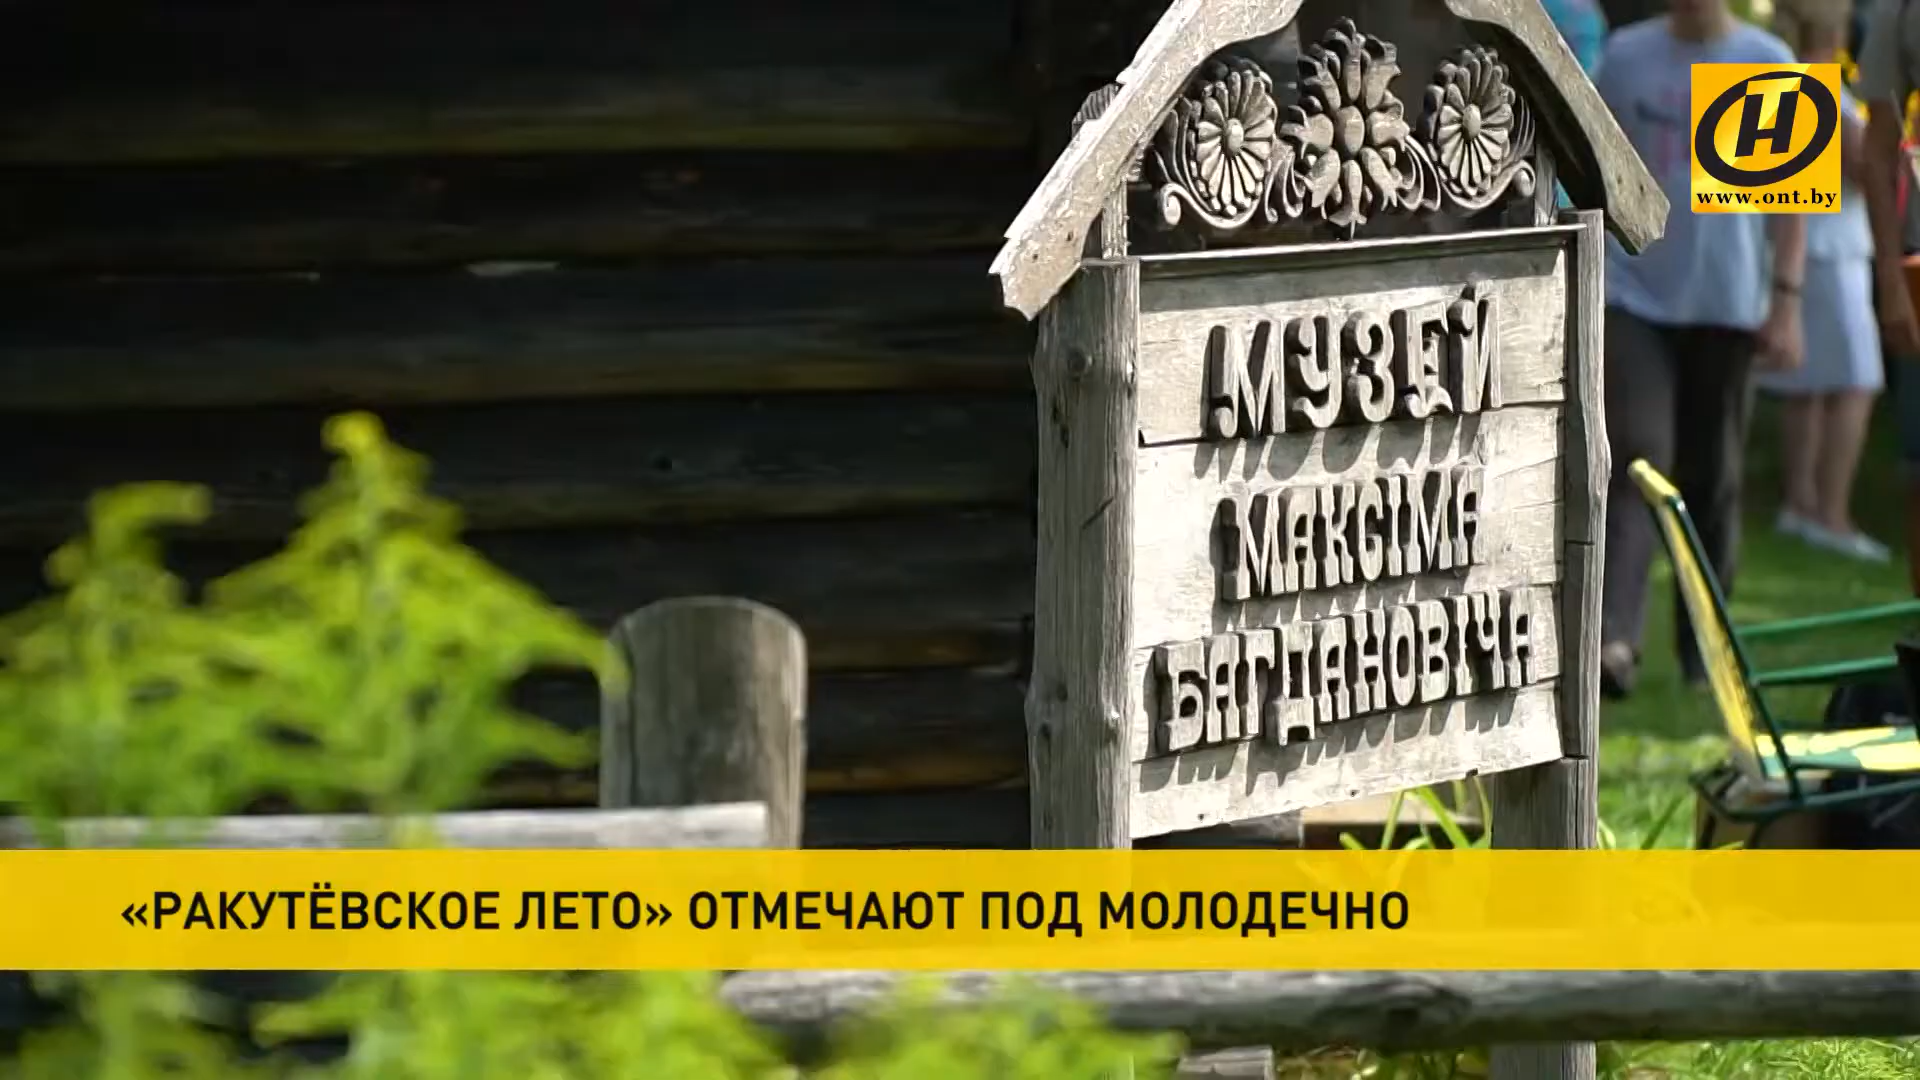 www.ont.by
МУЗЕЙ
МАКСІМА
БАГДАНОВІЧА
«РАКУТЁВСКОЕ ЛЕТО» ОТМЕЧАЮТ ПОД МОЛОДЕЧНО